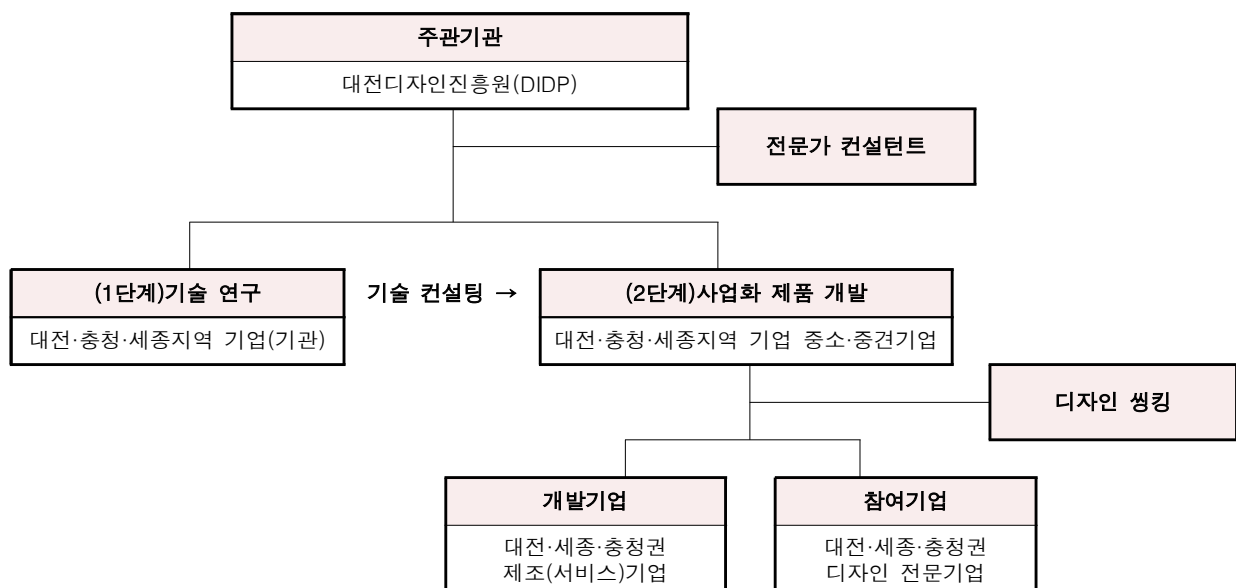 주관기관
대전디자인진흥원(DIDP)
전문가 컨설턴트
(1단계)기술 연구
대전·충청·세종지역 기업(기관)
기술 컨설팅 →
(2단계)사업화 제품 개발
대전·충청·세종지역 기업 중소·중견기업
디자인 씽킹
개발기업
대전·세종·충청권
제조(서비스)기업
참여기업
대전·세종·충청권
디자인 전문기업